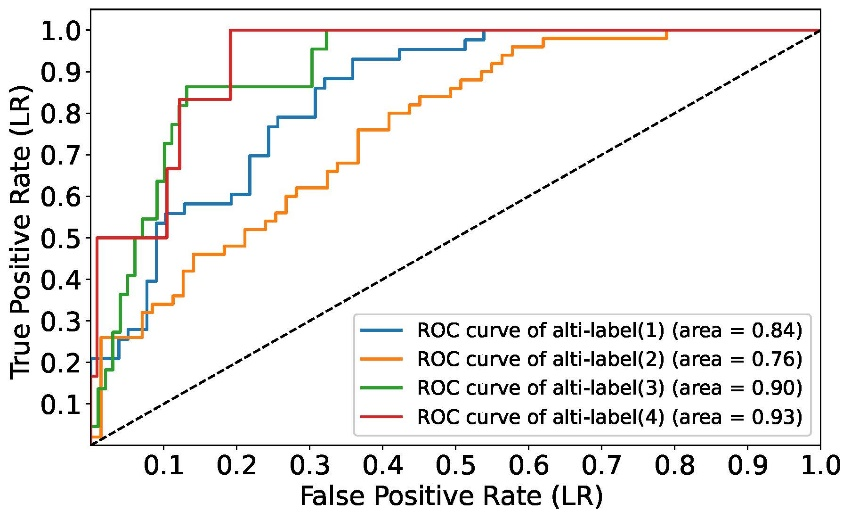 1.0
0.9
0.8
0.7
0.6
0.5
0.4
0.3
0.2
0.1
True Positive Rate (LR)
ROC curve of alti-label(1) (area = 0.84)
ROC curve of alti-label(2) (area = 0.76)
ROC curve of alti-label(3) (area = 0.90)
ROC curve of alti-label(4) (area = 0.93)
0.1 0.2 0.3 0.4 0.5 0.6 0.7 0.8 0.9 1.0
False Positive Rate (LR)